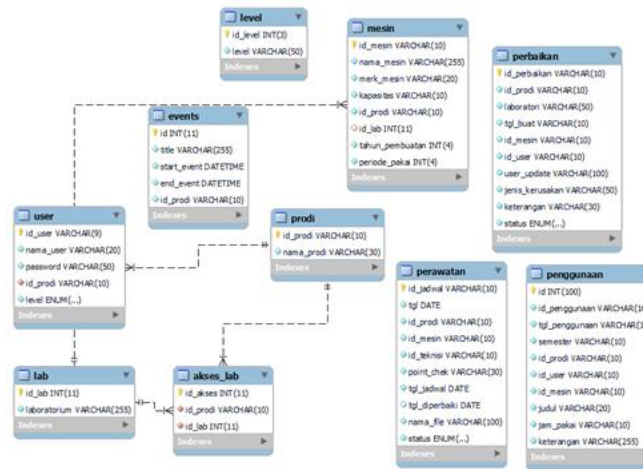 level
id_level INT(3)
level VARCHAR(50)
Indexes
mesin
id_mesin VARCHAR(10)
nama_mesin VARCHAR(255)
merk_mesin VARCHAR(20)
kapasitas VARCHAR(10)
id_prodi VARCHAR(10)
id_lab INT(11)
tahun_pembuatan INT(4)
periode_pakai INT(4)
Indexes
perbaikan
id_perbaikan VARCHAR(10)
id_prodi VARCHAR(10)
laboratori VARCHAR(50)
tgl_buat VARCHAR(10)
id_mesin VARCHAR(10)
id_user VARCHAR(10)
user_update VARCHAR(100)
jenis_kerusakan VARCHAR(50)
keterangan VARCHAR(30)
status ENUM(...)
Indexes
events
id INT(11)
title VARCHAR(255)
start_event DATETIME
end_event DATETIME
id_prodi VARCHAR(10)
Indexes
user
id_user VARCHAR(9)
nama_user VARCHAR(20)
password VARCHAR(50)
id_prodi VARCHAR(10)
level ENUM(...)
Indexes
prodi
id_prodi VARCHAR(10)
nama_prodi VARCHAR(30)
Indexes
perawatan
id_jadwal VARCHAR(10)
tgl DATE
id_prodi VARCHAR(10)
id_mesin VARCHAR(10)
id_teknisi VARCHAR(10)
point_chek VARCHAR(30)
tgl_jadwal DATE
tgl_diperbaiki DATE
nama_file VARCHAR(100)
status ENUM(...)
Indexes
penggunaan
id INT(100)
id_penggunaan VARCHAR(10
tgl_penggunaan VARCHAR(1
semester VARCHAR(10)
id_prodi VARCHAR(10)
id_user VARCHAR(10)
id_mesin VARCHAR(10)
judul VARCHAR(20)
jam_pakai VARCHAR(10)
keterangan VARCHAR(255)
Indexes
lab
id_lab INT(11)
laboratorium VARCHAR(255)
Indexes
akses_lab
id_akses INT(11)
id_prodi VARCHAR(10)
id_lab INT(11)
Indexes